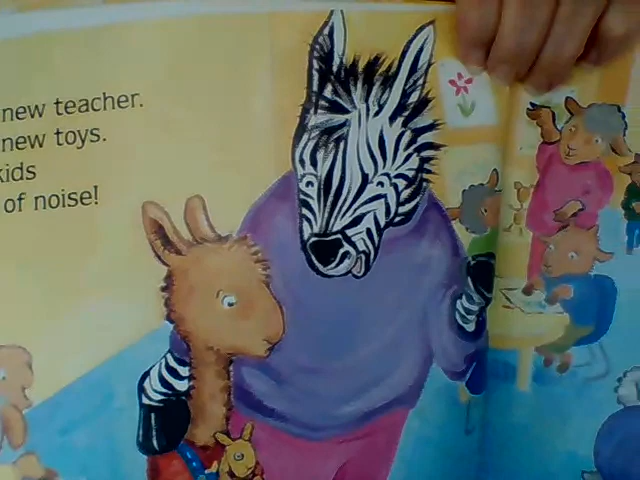 new teacher.
new toys.
kids
of noise!